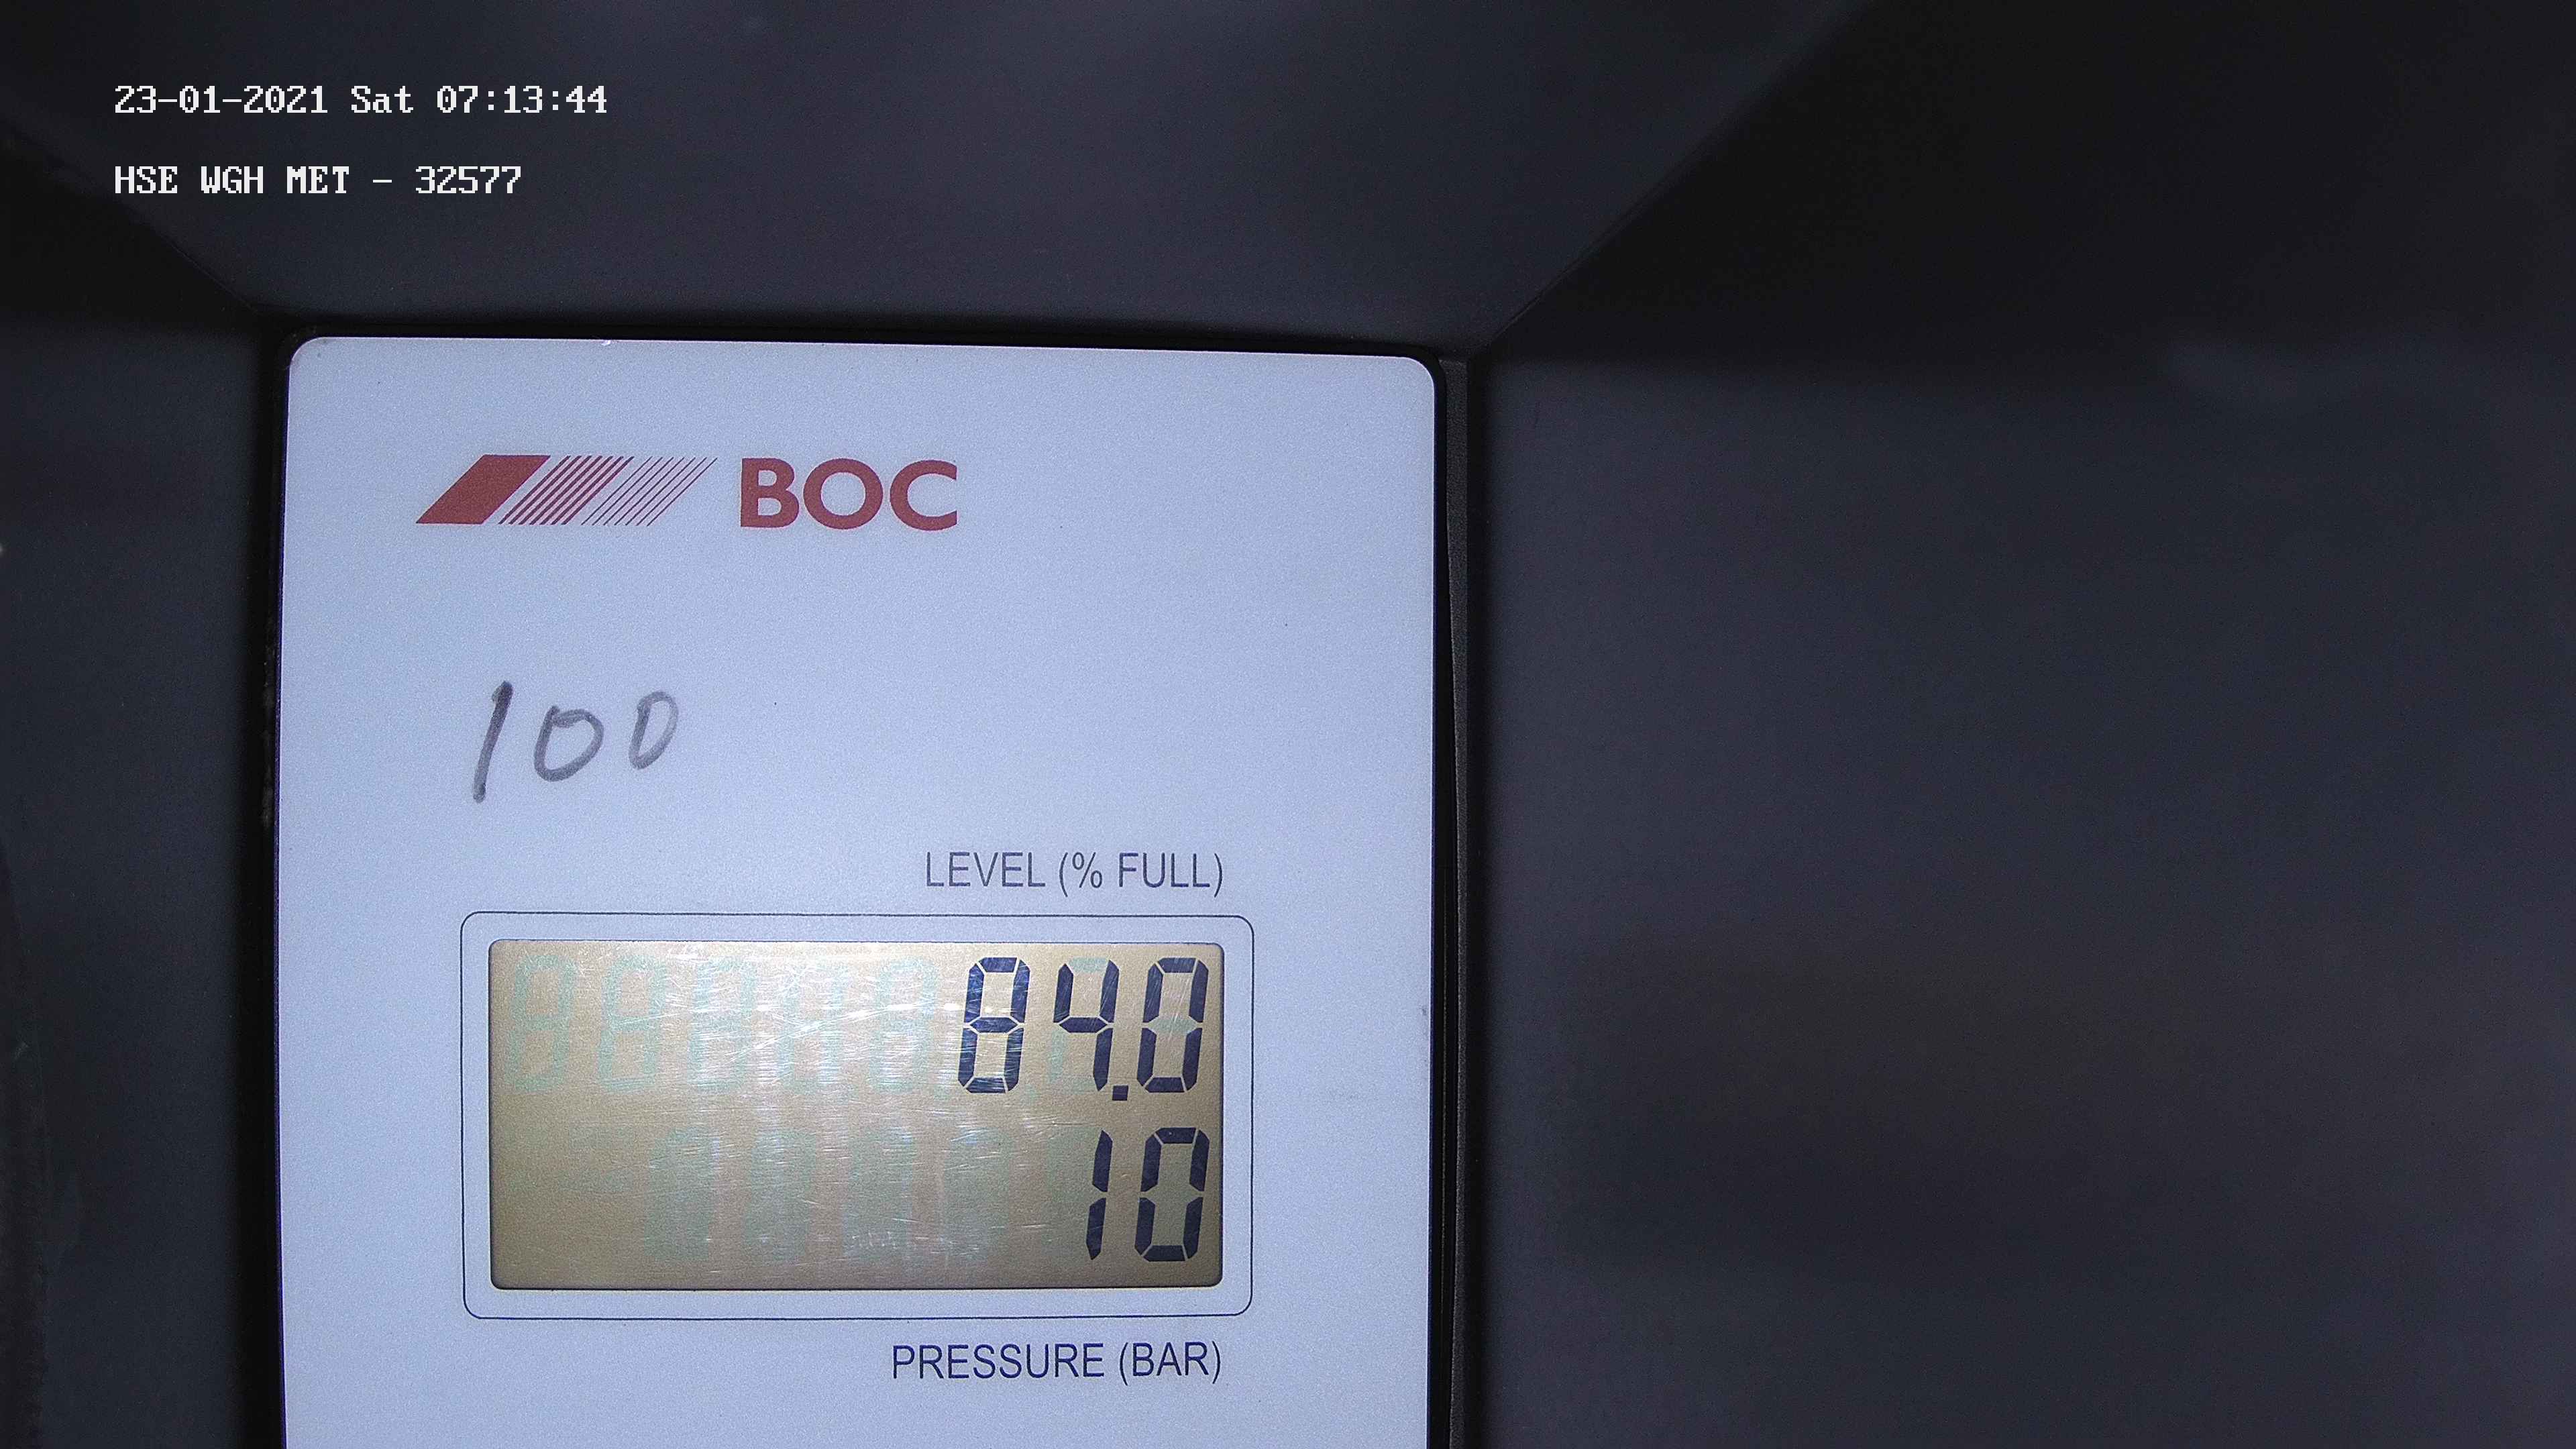 23-01-2021 Sat 07:13:44
HSE WGH MET - 32577
BOC
100
LEVEL (% FULL)
84.0
10
PRESSURE (BAR)